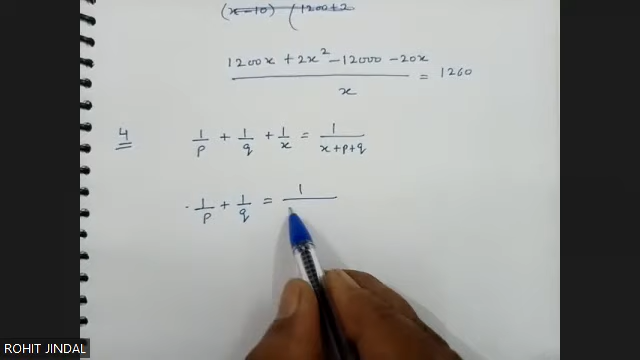 (x-10) (1200+2
1200x + 2x² - 12000 - 20x / x = 1260
4 1/p + 1/q + 1/x = 1/(x+p+q)
1/p + 1/q = 1/
ROHIT JINDAL